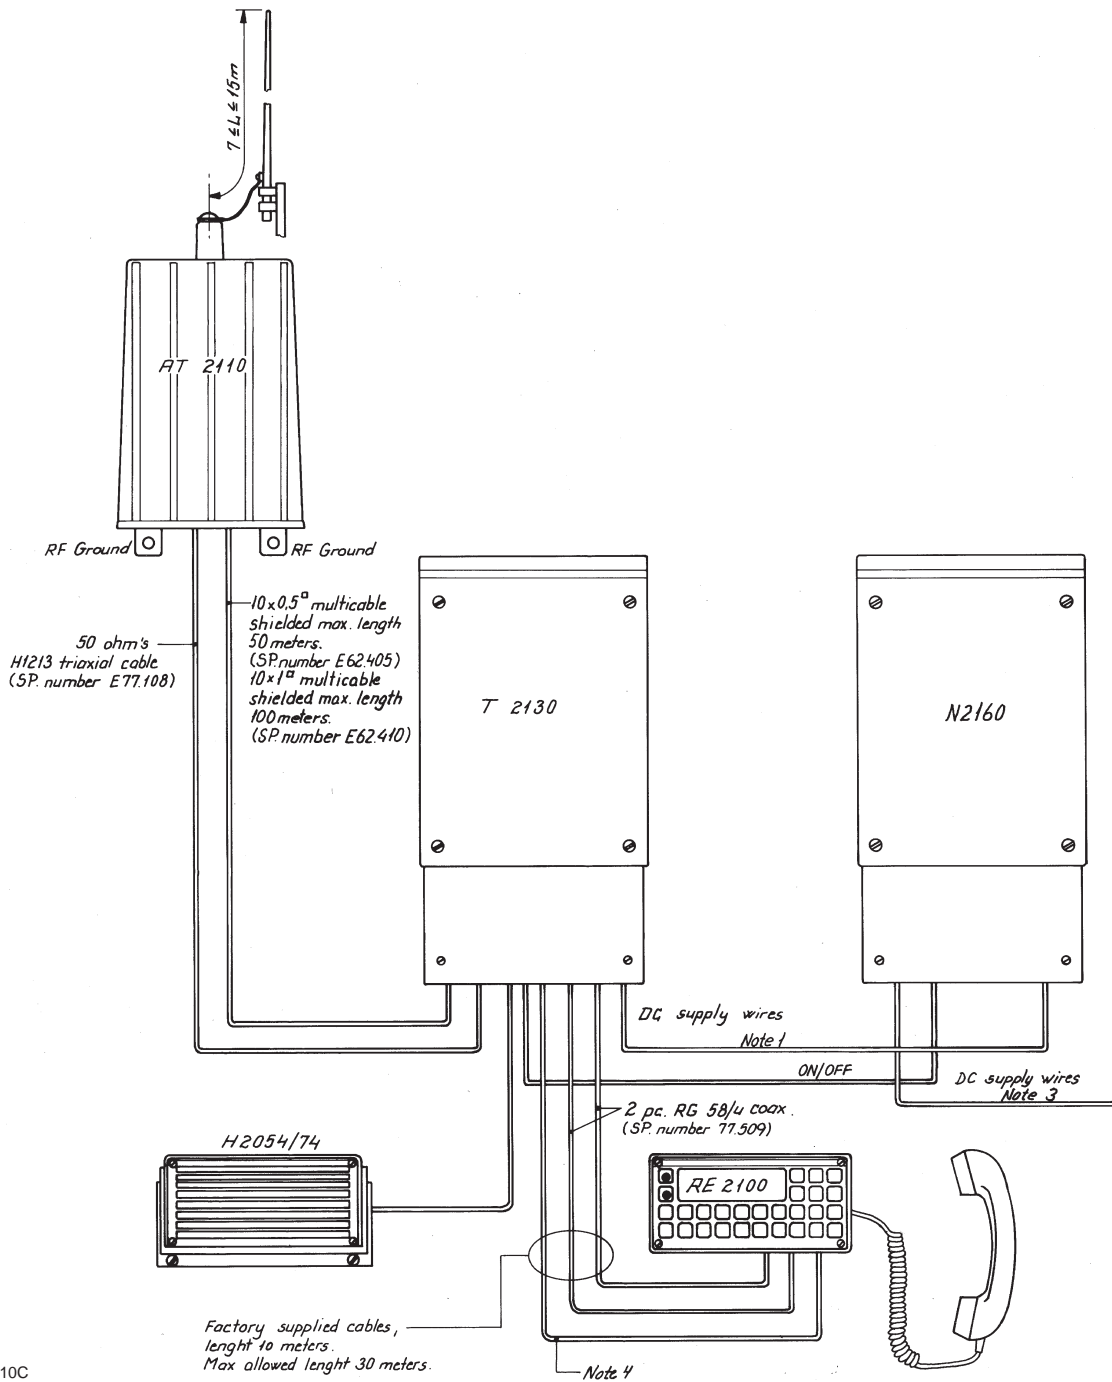 7 ≤ L ≤ 15m
AT 2110
RF Ground
RF Ground
10x0,5□ multicable
shielded max. length
50 meters.
(SP. number E62.405)
10x1□ multicable
shielded max. length
100 meters.
(SP. number E62.410)
50 ohm's
H1213 triaxial cable
(SP. number E77.108)
T 2130
N2160
DC supply wires
Note 1
ON/OFF
DC supply wires
Note 3
2 pc. RG 58/u coax.
(SP. number 77.509)
H2054/74
RE 2100
Factory supplied cables,
lenght 10 meters.
Max allowed lenght 30 meters.
Note 4
10C